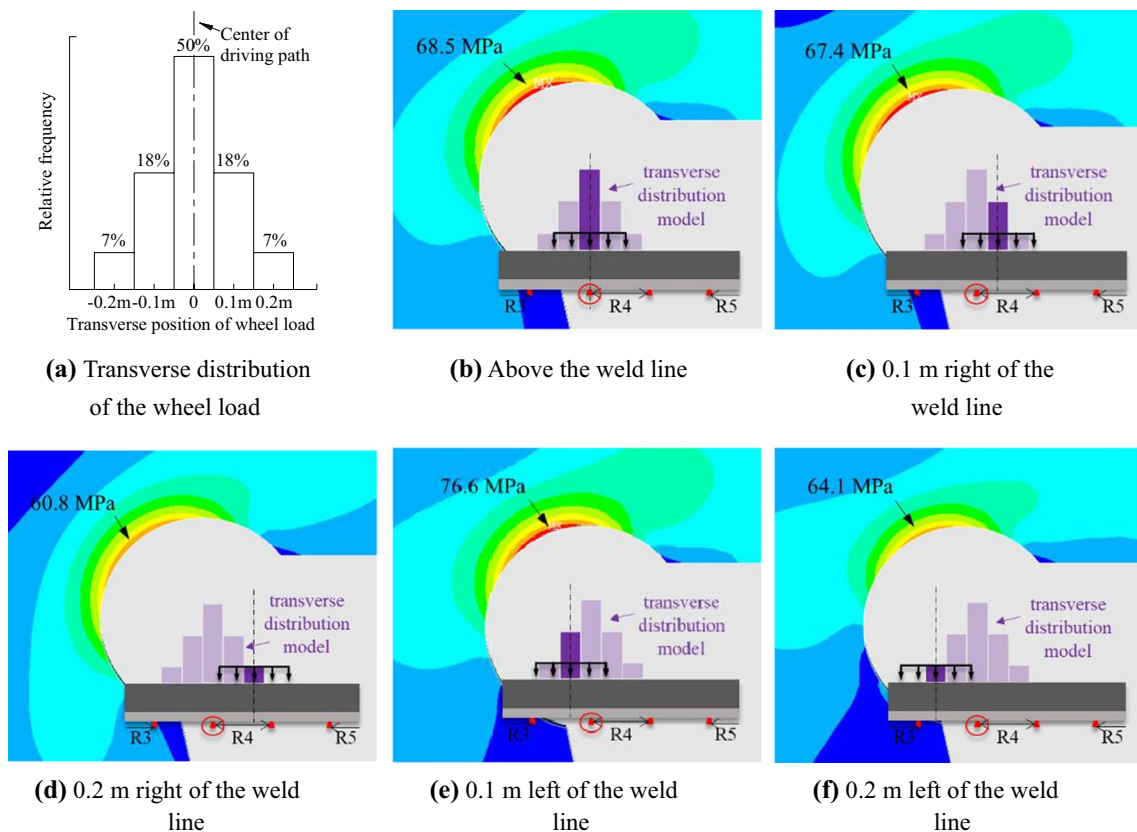 Center of
driving path
50%
18%
18%
7%
7%
Relative frequency
-0.2m -0.1m 0 0.1m 0.2m
Transverse position of wheel load
(a) Transverse distribution
of the wheel load
68.5 MPa
MX
transverse
distribution
model
R3
R4
R5
(b) Above the weld line
67.4 MPa
MX
transverse
distribution
model
R3
R4
R5
(c) 0.1 m right of the
weld line
60.8 MPa
transverse
distribution
model
R3
R4
R5
(d) 0.2 m right of the weld
line
76.6 MPa
MX
transverse
distribution
model
R3
R4
R5
(e) 0.1 m left of the weld
line
64.1 MPa
transverse
distribution
model
R3
R4
R5
(f) 0.2 m left of the weld
line